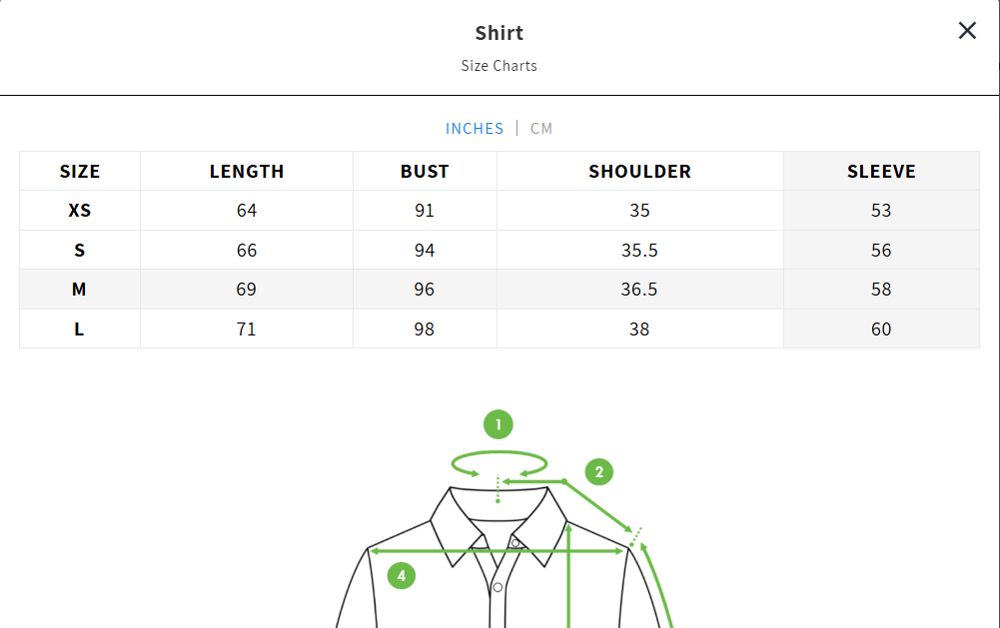 Shirt
Size Charts
INCHES | CM
SIZE LENGTH BUST SHOULDER SLEEVE
XS 64 91 35 53
S 66 94 35.5 56
M 69 96 36.5 58
L 71 98 38 60
1
2
4